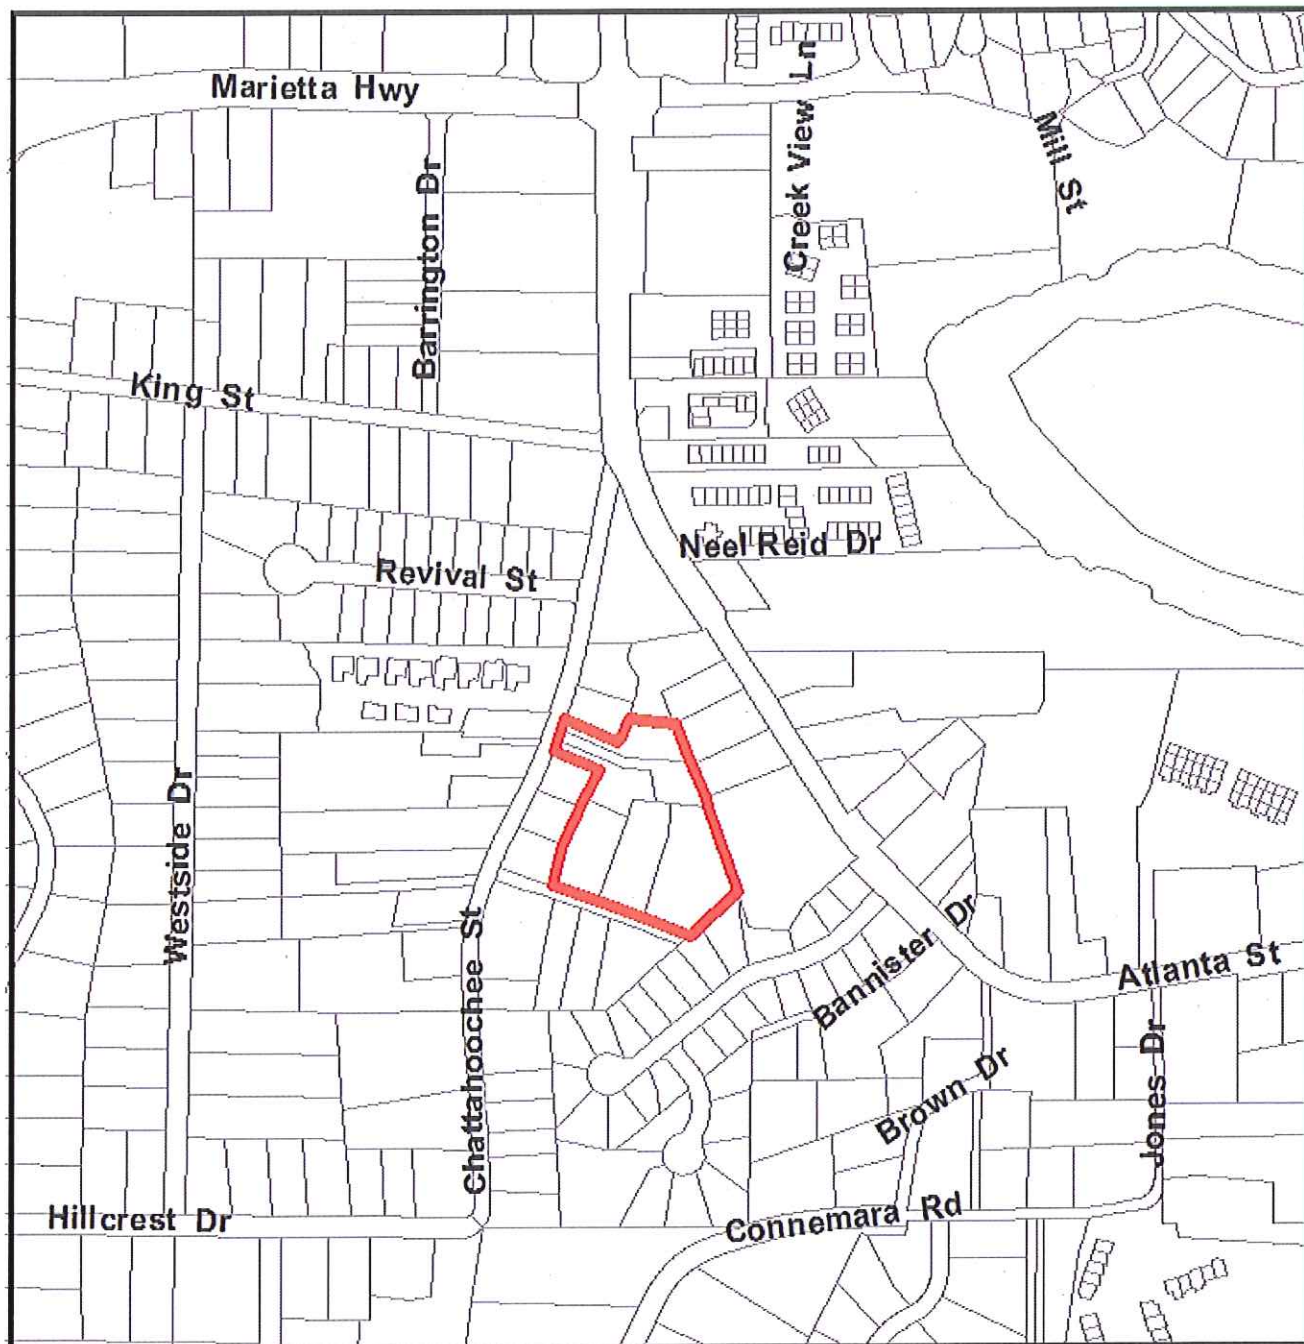 Marietta Hwy
Creek View Ln
Mill St
Barrington Dr
King St
Neel Reid Dr
Revival St
Westside Dr
Chattahoochee St
Bannister Dr
Atlanta St
Brown Dr
Jones Dr
Hillcrest Dr
Connemara Rd